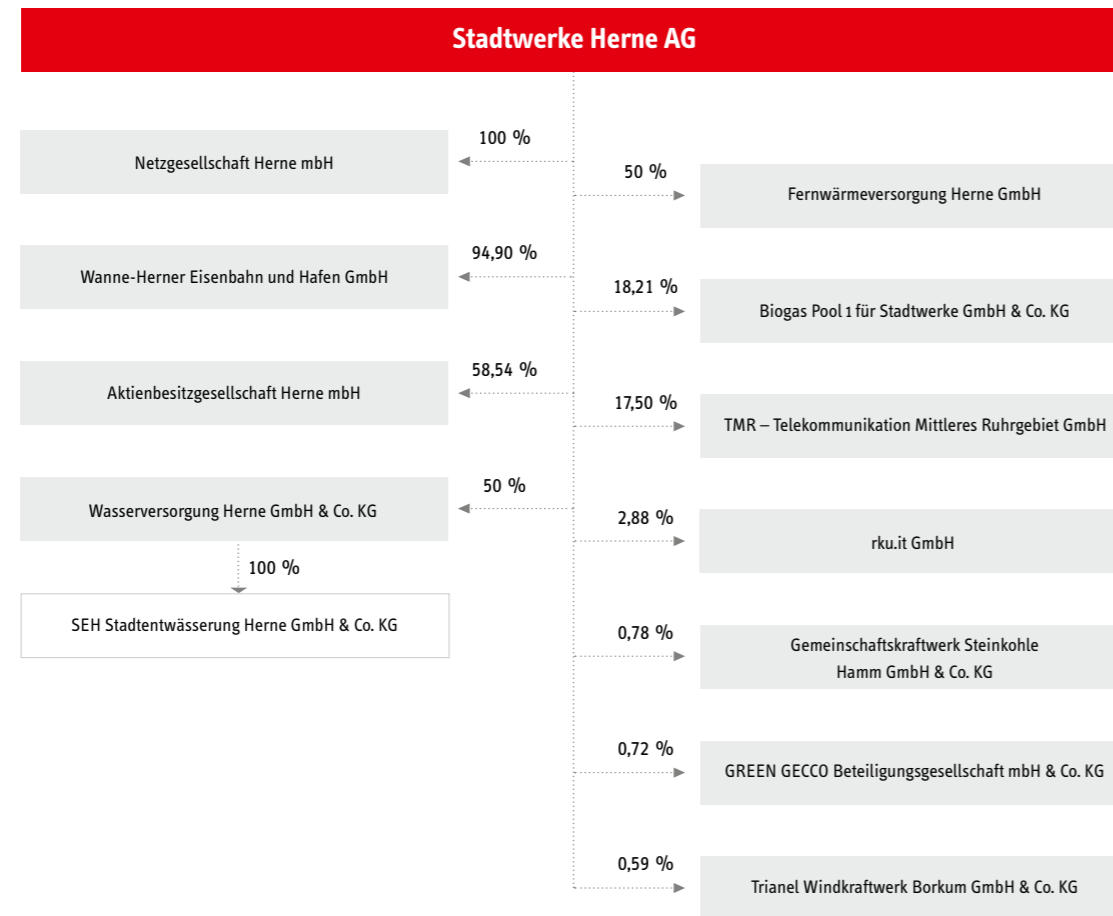 Stadtwerke Herne AG
100 %
Netzgesellschaft Herne mbH
50 %
Fernwärmeversorgung Herne GmbH
94,90 %
Wanne-Herner Eisenbahn und Hafen GmbH
18,21 %
Biogas Pool 1 für Stadtwerke GmbH & Co. KG
58,54 %
Aktienbesitzgesellschaft Herne mbH
17,50 %
TMR – Telekommunikation Mittleres Ruhrgebiet GmbH
50 %
Wasserversorgung Herne GmbH & Co. KG
2,88 %
rku.it GmbH
100 %
SEH Stadtentwässerung Herne GmbH & Co. KG
0,78 %
Gemeinschaftskraftwerk Steinkohle
Hamm GmbH & Co. KG
0,72 %
GREEN GECCO Beteiligungsgesellschaft mbH & Co. KG
0,59 %
Trianel Windkraftwerk Borkum GmbH & Co. KG